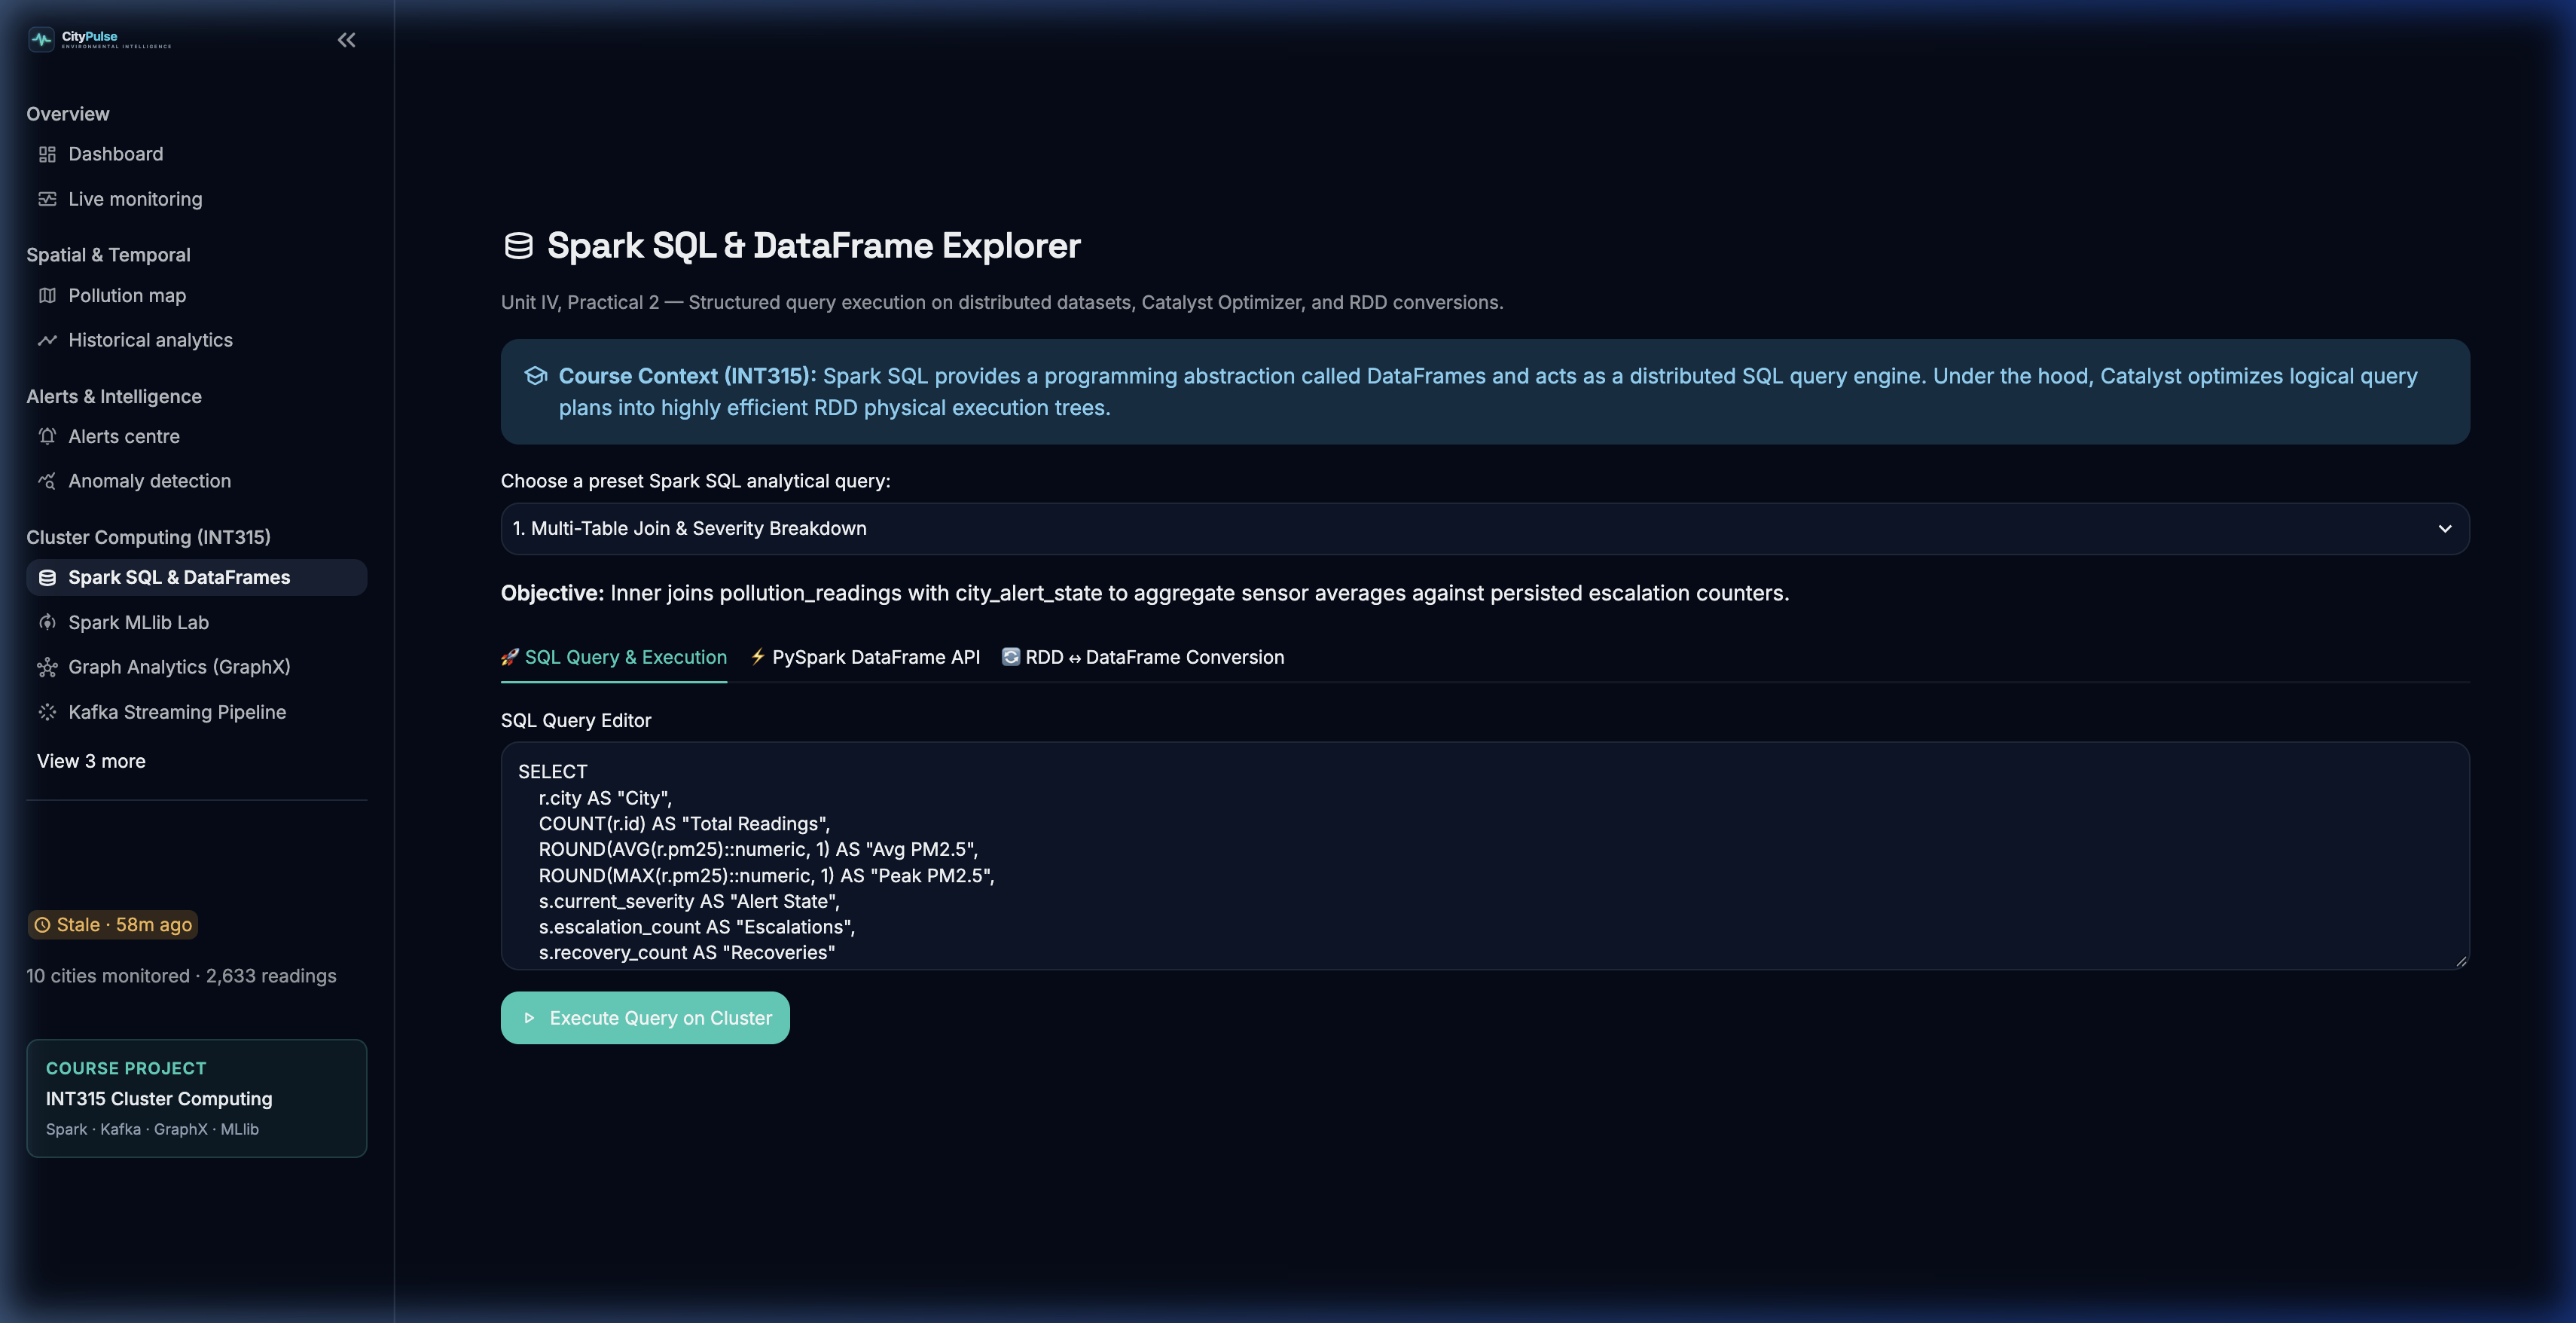 CityPulse
ENVIRONMENTAL INTELLIGENCE
Overview
Dashboard
Live monitoring
Spatial & Temporal
Pollution map
Historical analytics
Alerts & Intelligence
Alerts centre
Anomaly detection
Cluster Computing (INT315)
Spark SQL & DataFrames
Spark MLlib Lab
Graph Analytics (GraphX)
Kafka Streaming Pipeline
View 3 more
Stale · 58m ago
10 cities monitored · 2,633 readings
COURSE PROJECT
INT315 Cluster Computing
Spark · Kafka · GraphX · MLlib
Spark SQL & DataFrame Explorer
Unit IV, Practical 2 — Structured query execution on distributed datasets, Catalyst Optimizer, and RDD conversions.
Course Context (INT315): Spark SQL provides a programming abstraction called DataFrames and acts as a distributed SQL query engine. Under the hood, Catalyst optimizes logical query
plans into highly efficient RDD physical execution trees.
Choose a preset Spark SQL analytical query:
1. Multi-Table Join & Severity Breakdown
Objective: Inner joins pollution_readings with city_alert_state to aggregate sensor averages against persisted escalation counters.
🚀 SQL Query & Execution ⚡ PySpark DataFrame API 🔄 RDD ↔ DataFrame Conversion
SQL Query Editor
SELECT
r.city AS "City",
COUNT(r.id) AS "Total Readings",
ROUND(AVG(r.pm25)::numeric, 1) AS "Avg PM2.5",
ROUND(MAX(r.pm25)::numeric, 1) AS "Peak PM2.5",
s.current_severity AS "Alert State",
s.escalation_count AS "Escalations",
s.recovery_count AS "Recoveries"
Execute Query on Cluster